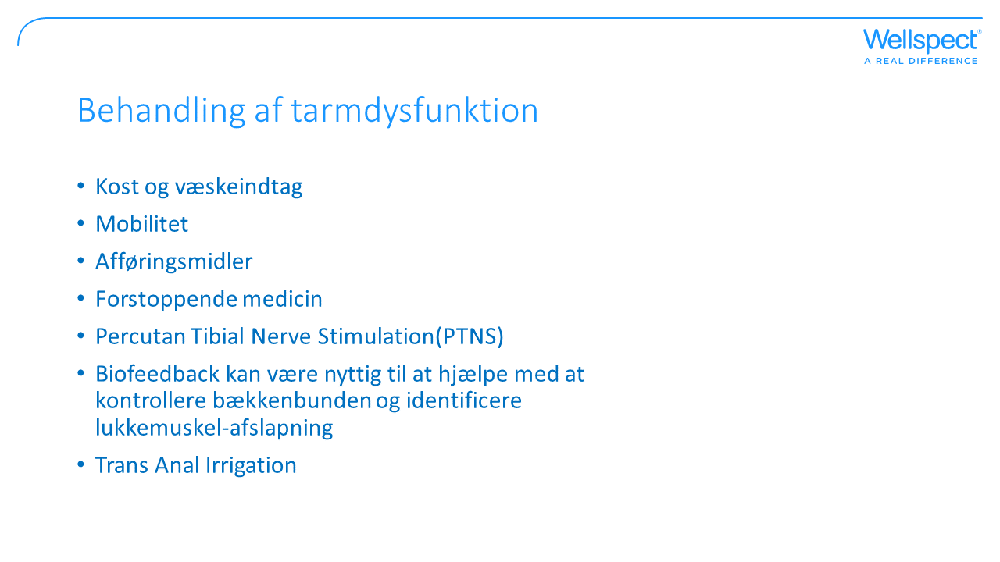 Wellspect®
A REAL DIFFERENCE
Behandling af tarmdysfunktion
• Kost og væskeindtag
• Mobilitet
• Afføringsmidler
• Forstoppende medicin
• Percutan Tibial Nerve Stimulation(PTNS)
• Biofeedback kan være nyttig til at hjælpe med at
kontrollere bækkenbunden og identificere
lukkemuskel-afslapning
• Trans Anal Irrigation